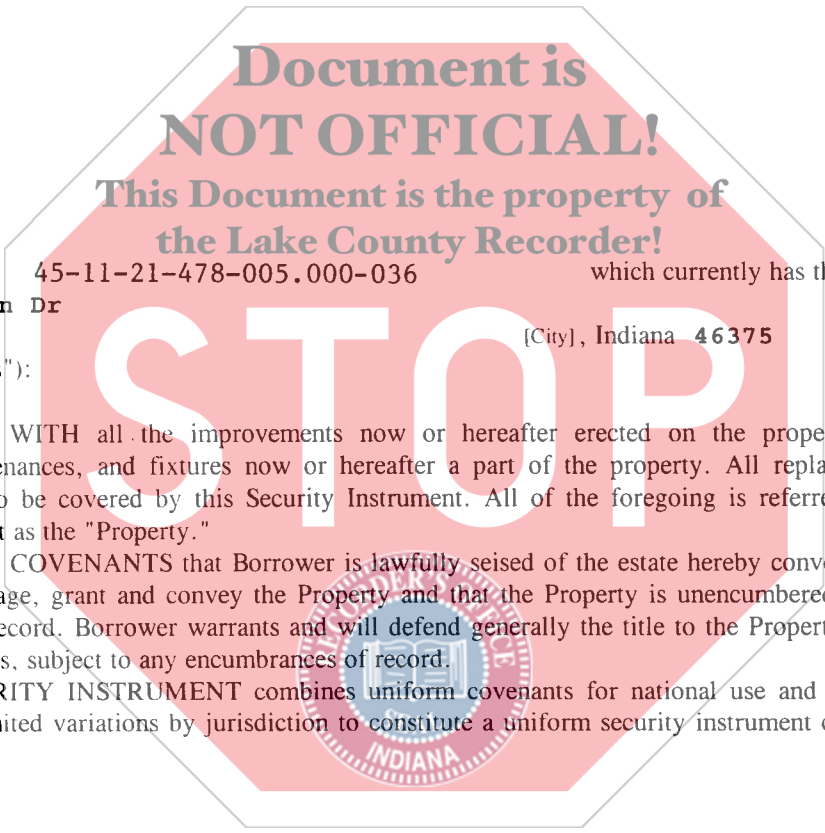 Document is
NOT OFFICIAL!
This Document is the property of
the Lake County Recorder!
45-11-21-478-005.000-036 which currently has th
n Dr
[City], Indiana 46375
"):
STOP
WITH all the improvements now or hereafter erected on the prope
enances, and fixtures now or hereafter a part of the property. All repla
o be covered by this Security Instrument. All of the foregoing is referre
t as the "Property."
COVENANTS that Borrower is lawfully seised of the estate hereby conve
age, grant and convey the Property and that the Property is unencumbered
ecord. Borrower warrants and will defend generally the title to the Propert
s, subject to any encumbrances of record.
RITY INSTRUMENT combines uniform covenants for national use and
ited variations by jurisdiction to constitute a uniform security instrument c
RECORDER'S OFFICE
SEAL
INDIANA